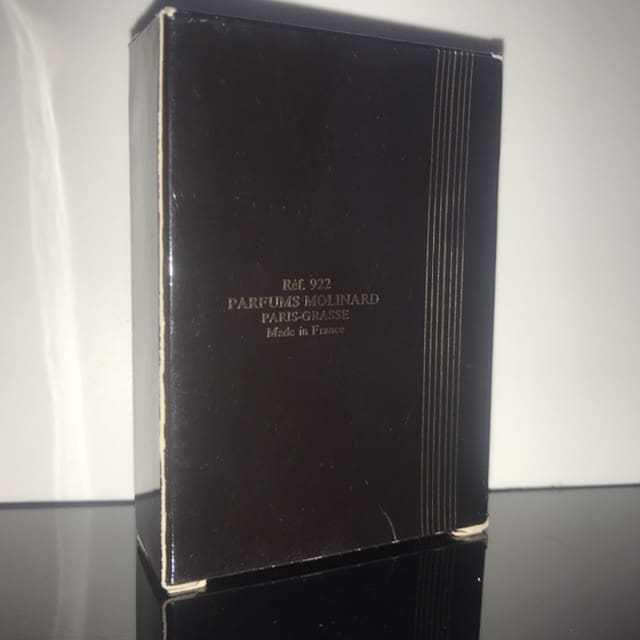 Réf. 922
PARFUMS MOLINARD
PARIS-GRASSE
Made in France